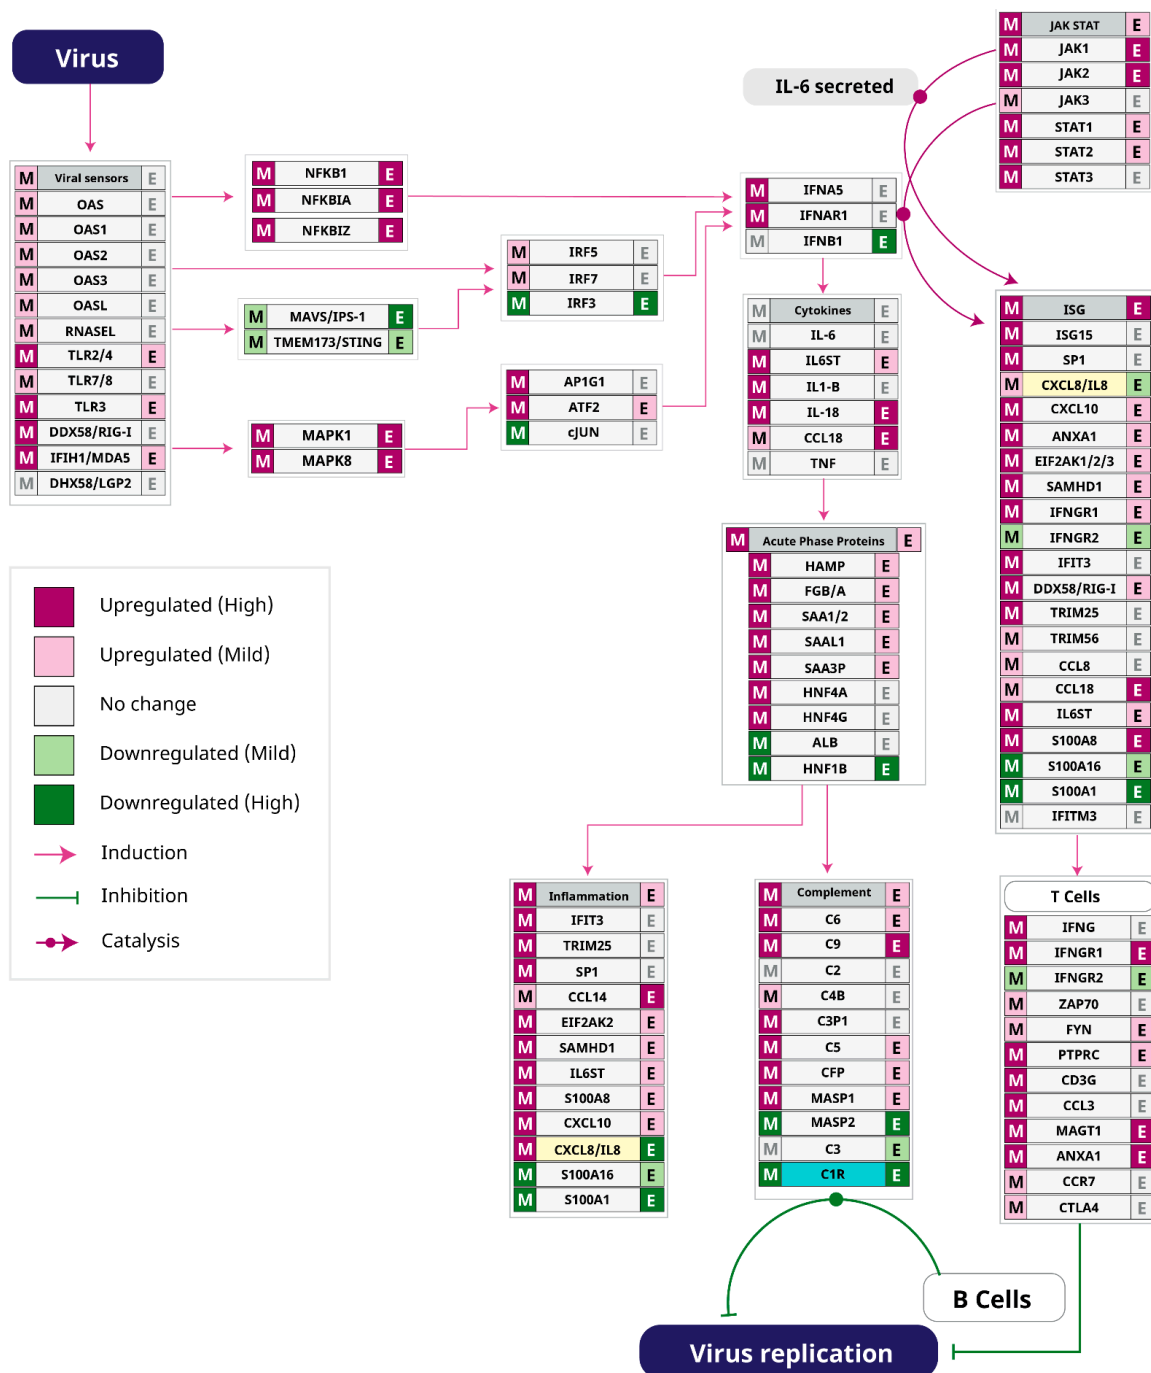 Virus
M Viral sensors E
M OAS E
M OAS1 E
M OAS2 E
M OAS3 E
M OASL E
M RNASEL E
M TLR2/4 E
M TLR7/8 E
M TLR3 E
M DDX58/RIG-I E
M IFIH1/MDA5 E
M DHX58/LGP2 E
M NFKB1 E
M NFKBIA E
M NFKBIZ E
M MAVS/IPS-1 E
M TMEM173/STING E
M MAPK1 E
M MAPK8 E
M IRF5 E
M IRF7 E
M IRF3 E
M AP1G1 E
M ATF2 E
M cJUN E
IL-6 secreted
M IFNA5 E
M IFNAR1 E
M IFNB1 E
M Cytokines E
M IL-6 E
M IL6ST E
M IL1-B E
M IL-18 E
M CCL18 E
M TNF E
M Acute Phase Proteins E
M HAMP E
M FGB/A E
M SAA1/2 E
M SAAL1 E
M SAA3P E
M HNF4A E
M HNF4G E
M ALB E
M HNF1B E
M JAK STAT E
M JAK1 E
M JAK2 E
M JAK3 E
M STAT1 E
M STAT2 E
M STAT3 E
M ISG E
M ISG15 E
M SP1 E
M CXCL8/IL8 E
M CXCL10 E
M ANXA1 E
M EIF2AK1/2/3 E
M SAMHD1 E
M IFNGR1 E
M IFNGR2 E
M IFIT3 E
M DDX58/RIG-I E
M TRIM25 E
M TRIM56 E
M CCL8 E
M CCL18 E
M IL6ST E
M S100A8 E
M S100A16 E
M S100A1 E
M IFITM3 E
Upregulated (High)
Upregulated (Mild)
No change
Downregulated (Mild)
Downregulated (High)
Induction
Inhibition
Catalysis
M Inflammation E
M IFIT3 E
M TRIM25 E
M SP1 E
M CCL14 E
M EIF2AK2 E
M SAMHD1 E
M IL6ST E
M S100A8 E
M CXCL10 E
M CXCL8/IL8 E
M S100A16 E
M S100A1 E
M Complement E
M C6 E
M C9 E
M C2 E
M C4B E
M C3P1 E
M C5 E
M CFP E
M MASP1 E
M MASP2 E
M C3 E
M C1R E
T Cells
M IFNG E
M IFNGR1 E
M IFNGR2 E
M ZAP70 E
M FYN E
M PTPRC E
M CD3G E
M CCL3 E
M MAGT1 E
M ANXA1 E
M CCR7 E
M CTLA4 E
B Cells
Virus replication